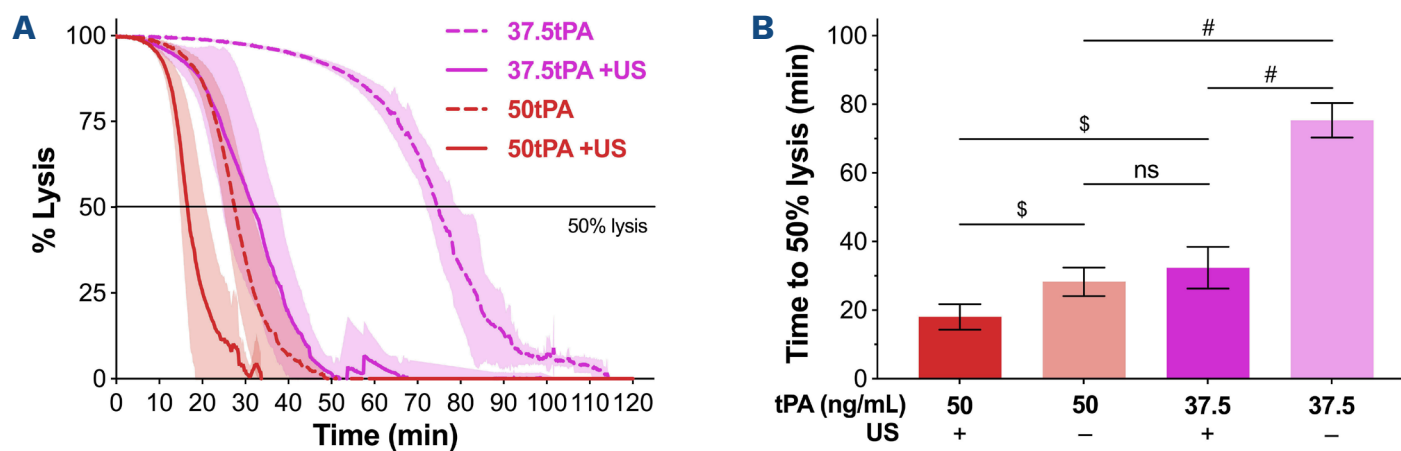 A
100
75
50
25
0
% Lysis
37.5tPA
37.5tPA +US
50tPA
50tPA +US
50% lysis
0 10 20 30 40 50 60 70 80 90 100 110 120
Time (min)
B
100
80
60
40
20
0
Time to 50% lysis (min)
#
#
$
ns
$
tPA (ng/mL) 50 50 37.5 37.5
US + – + –